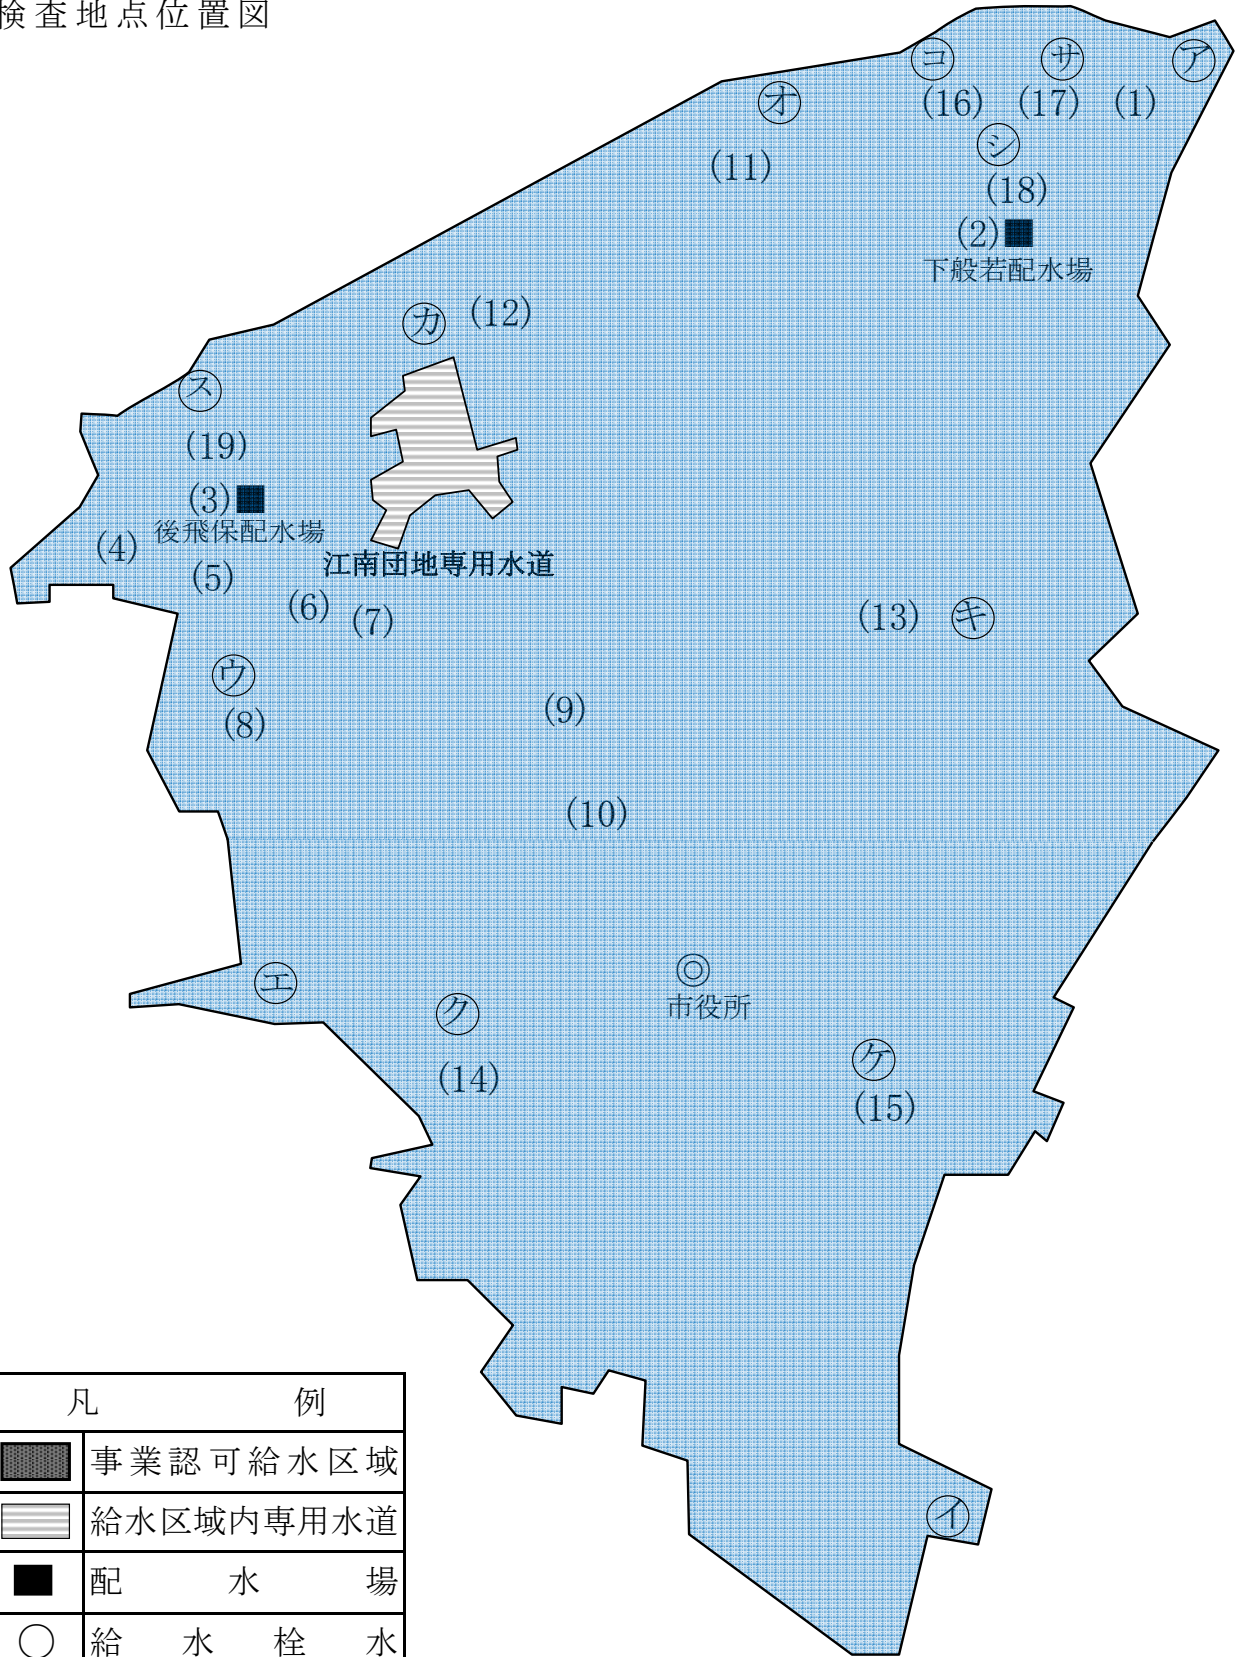 検査地点位置図
㋙ ㋚ ㋐
(16) (17) (1)
㋔
(11)
㋛
(18)
(2)■
下般若配水場
㋕ (12)
㋜
(19)
(3)■
後飛保配水場
(4)
(5)
江南団地専用水道
(6) (7)
(13) ㋖
㋒
(8)
(9)
(10)
㋓
◎
市役所
㋗
(14)
㋘
(15)
㋑
凡例
事業認可給水区域
給水区域内専用水道
■ 配水場
○ 給水栓水